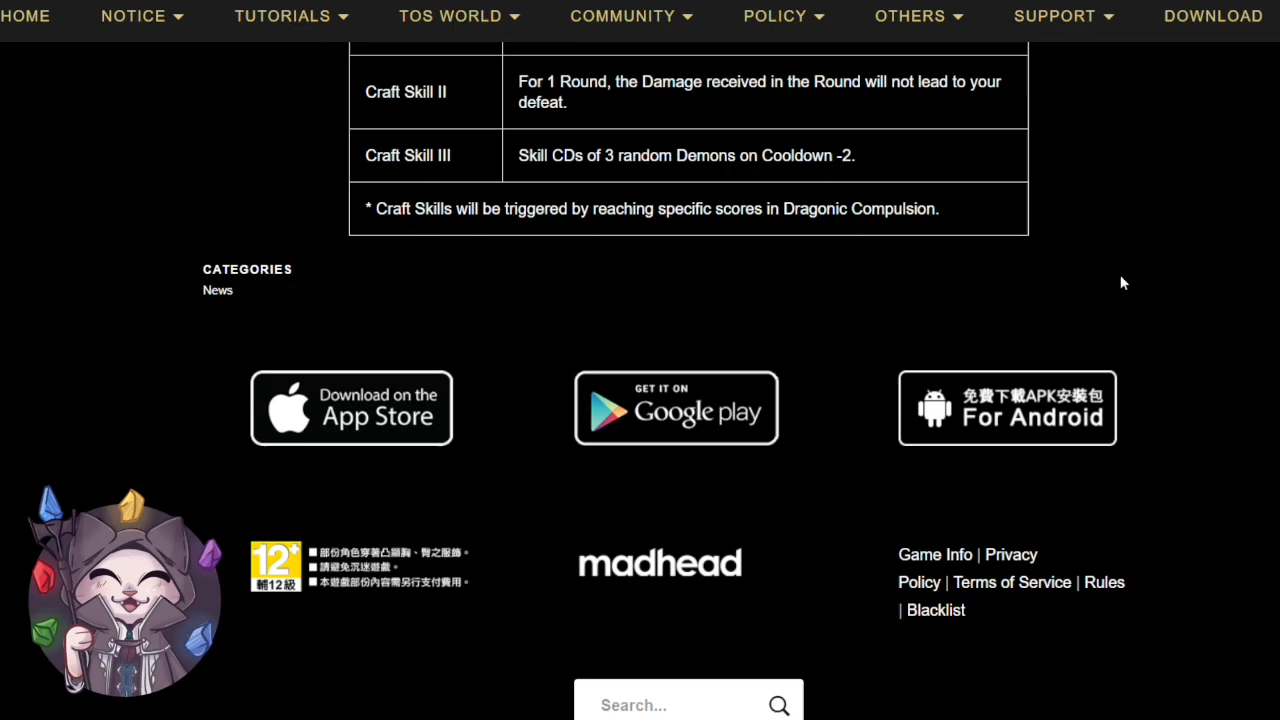 HOME NOTICE TUTORIALS TOS WORLD COMMUNITY POLICY OTHERS SUPPORT DOWNLOAD
Craft Skill II
For 1 Round, the Damage received in the Round will not lead to your
defeat.
Craft Skill III
Skill CDs of 3 random Demons on Cooldown -2.
* Craft Skills will be triggered by reaching specific scores in Dragonic Compulsion.
CATEGORIES
News
Download on the
App Store
GET IT ON
Google play
免費下載APK安裝包
For Android
12+
輔12級
部份角色穿著凸顯胸、臀之服飾。
請避免沉迷遊戲。
本遊戲部份內容需另行支付費用。
madhead
Game Info | Privacy
Policy | Terms of Service | Rules
| Blacklist
Search...